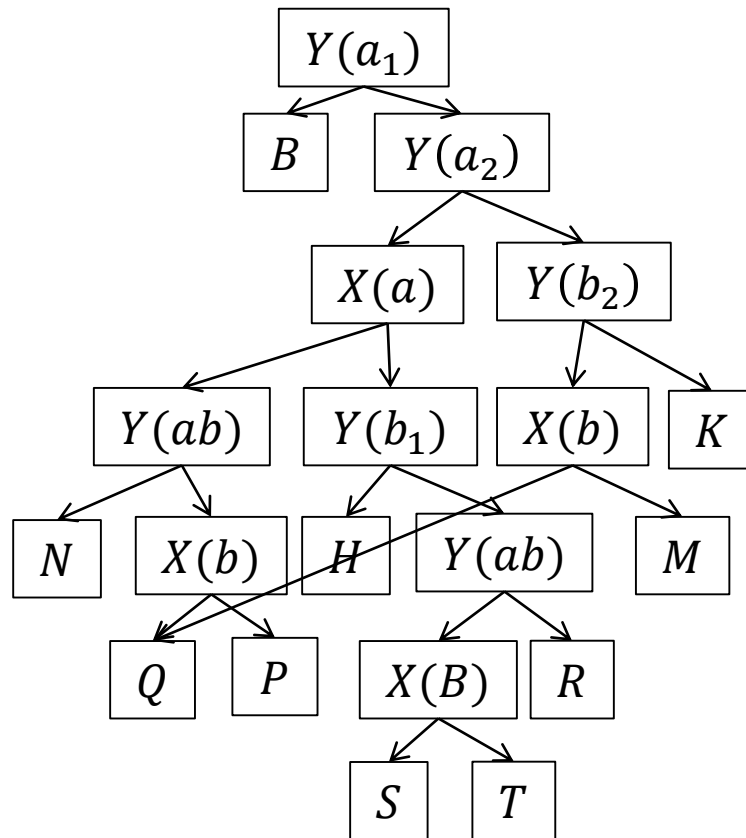 Y(a₁)
B
Y(a₂)
X(a)
Y(b₂)
Y(ab)
Y(b₁)
X(b)
K
N
X(b)
H
Y(ab)
M
Q
P
X(B)
R
S
T